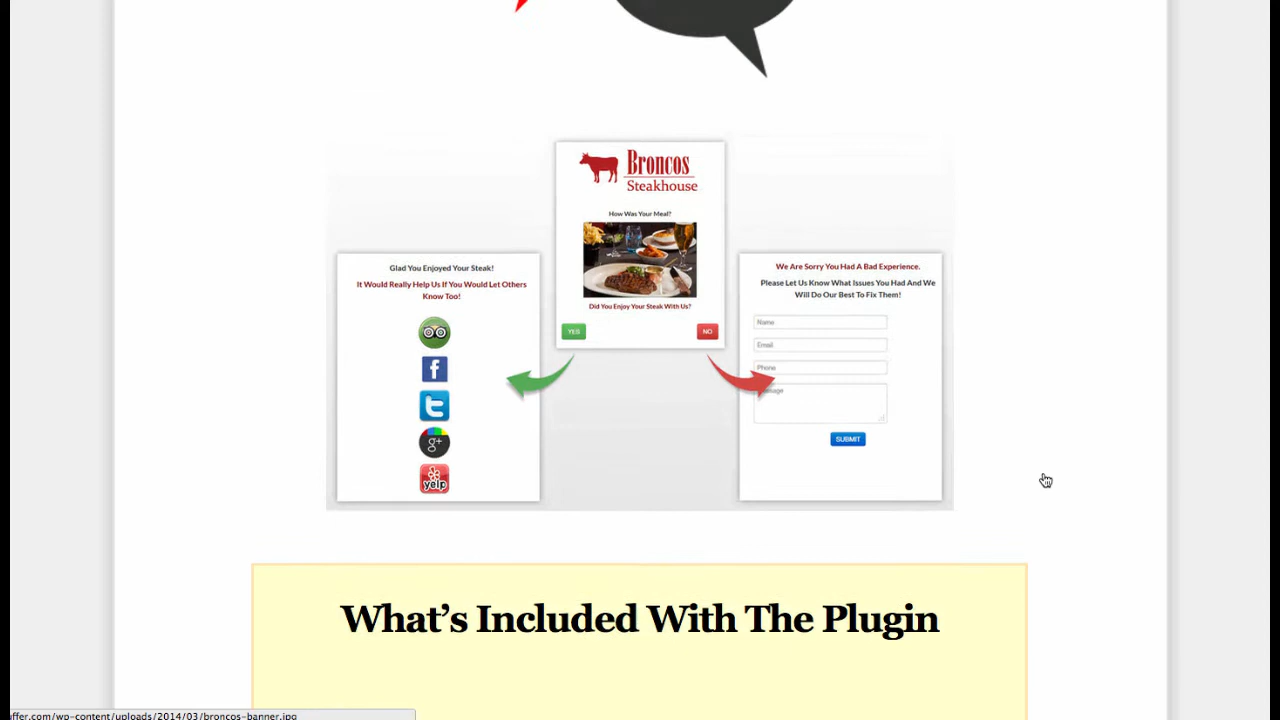 Broncos
Steakhouse
How Was Your Meal?
Did You Enjoy Your Steak With Us?
YES
NO
Glad You Enjoyed Your Steak!
It Would Really Help Us If You Would Let Others
Know Too!
f
t
g+
yelp
We Are Sorry You Had A Bad Experience.
Please Let Us Know What Issues You Had And We
Will Do Our Best To Fix Them!
Name
Email
Phone
SUBMIT
What's Included With The Plugin
uffer.com/wp-content/uploads/2014/03/broncos-banner.jpg